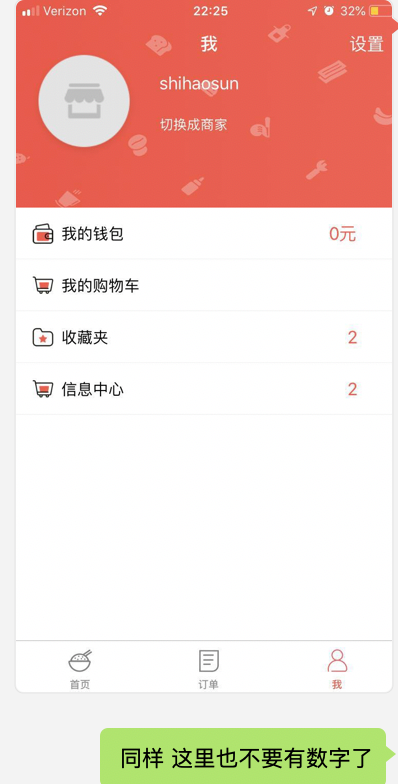 Verizon 22:25 32%
我 设置
shihaosun
切换成商家
我的钱包 0元
我的购物车
收藏夹 2
信息中心 2
首页 订单 我
同样 这里也不要有数字了